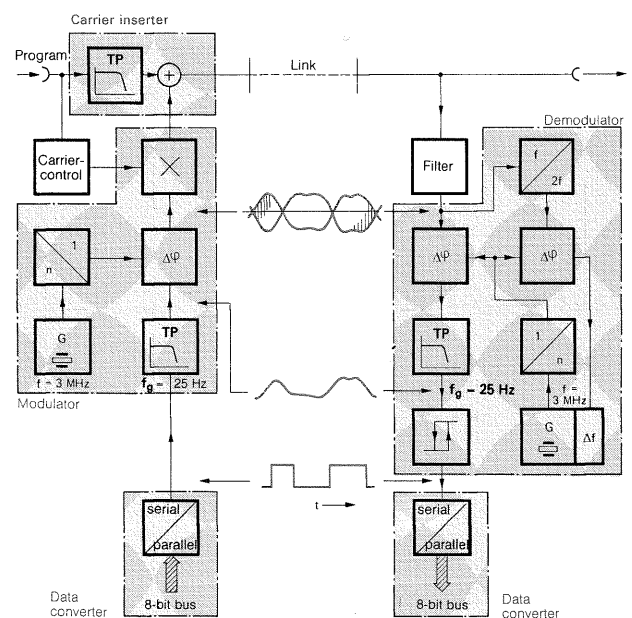 Carrier inserter
Program
TP
+
Link
Demodulator
Carrier-
control
×
Filter
f
2f
1
n
Δφ
Δφ
Δφ
G
f = 3 MHz
TP
fg = 25 Hz
Modulator
TP
fg = 25 Hz
1
n
f =
3 MHz
G
Δf
t
serial
parallel
8-bit bus
Data
converter
serial
parallel
8-bit bus
Data
converter